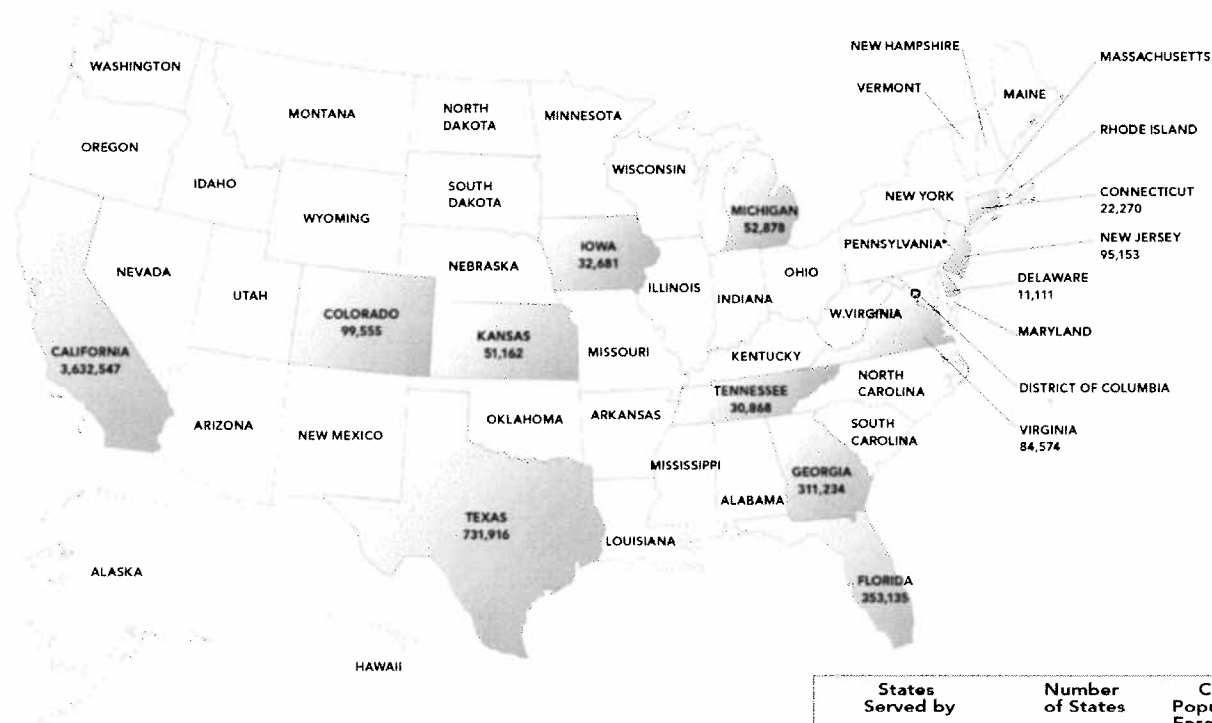 WASHINGTON
MONTANA
NORTH
DAKOTA
MINNESOTA
NEW HAMPSHIRE
VERMONT
MAINE
MASSACHUSETTS
RHODE ISLAND
OREGON
IDAHO
WYOMING
SOUTH
DAKOTA
WISCONSIN
MICHIGAN
52,878
NEW YORK
CONNECTICUT
22,270
NEVADA
UTAH
NEBRASKA
IOWA
32,681
ILLINOIS
INDIANA
OHIO
PENNSYLVANIA*
NEW JERSEY
95,153
DELAWARE
11,111
CALIFORNIA
3,632,547
COLORADO
99,555
KANSAS
51,162
MISSOURI
KENTUCKY
W.VIRGINIA
MARYLAND
DISTRICT OF COLUMBIA
VIRGINIA
84,574
ARIZONA
NEW MEXICO
OKLAHOMA
ARKANSAS
TENNESSEE
30,868
NORTH
CAROLINA
SOUTH
CAROLINA
TEXAS
731,916
LOUISIANA
MISSISSIPPI
ALABAMA
GEORGIA
311,234
FLORIDA
353,135
ALASKA
HAWAII
States
Served by
Number
of States